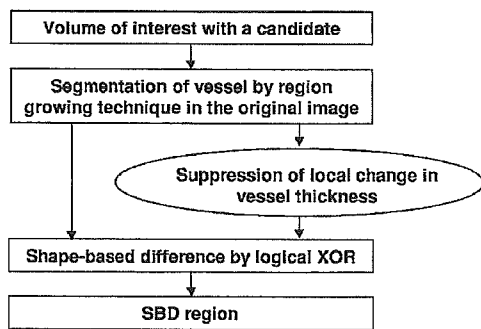 Volume of interest with a candidate
Segmentation of vessel by region
growing technique in the original image
Suppression of local change in
vessel thickness
Shape-based difference by logical XOR
SBD region